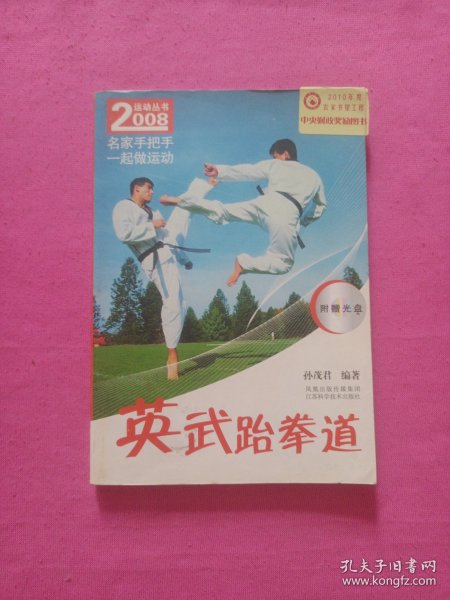 运动丛书
2008
名家手把手
一起做运动
2010年用
农家书屋工程
中央财政奖励图书
附赠光盘
孙茂君 编著
凤凰出版传媒集团
江苏科学技术出版社
英武跆拳道
孔夫子旧书网
www.kongfz.com